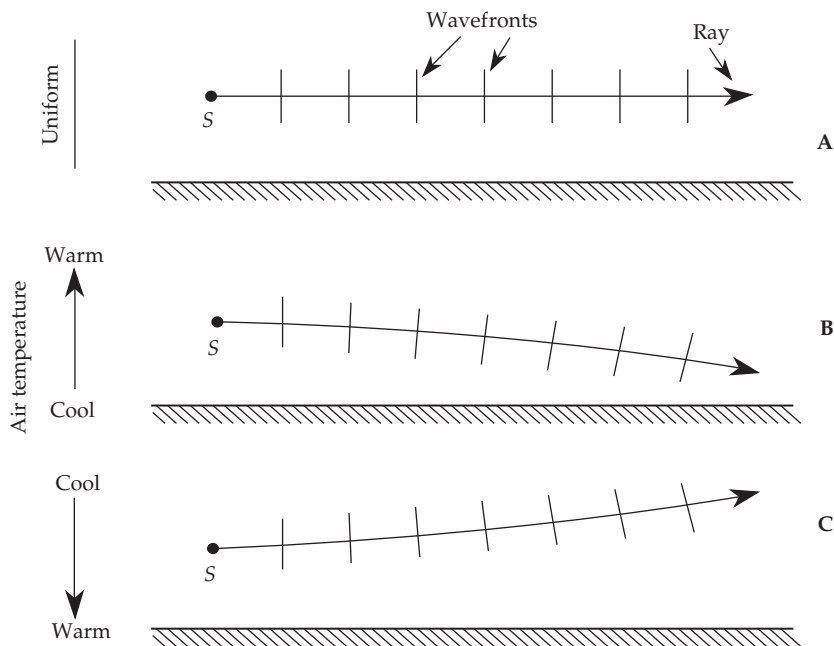 Wavefronts
Ray
Uniform
S
A
Warm
Air temperature
S
B
Cool
Cool
S
C
Warm